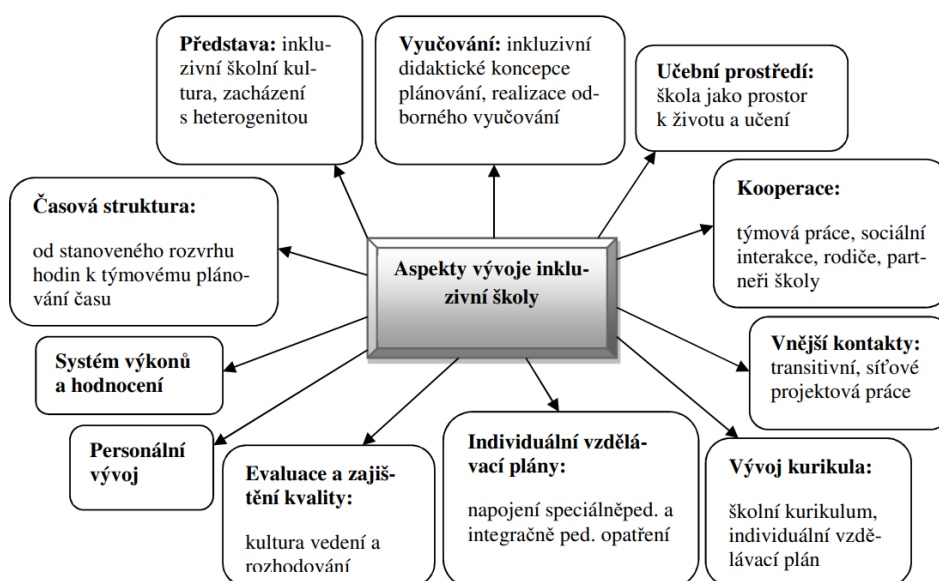 Představa: inklu-
zivní školní kul-
tura, zacházení
s heterogenitou
Vyučování: inkluzivní
didaktické koncepce
plánování, realizace od-
borného vyučování
Učební prostředí:
škola jako prostor
k životu a učení
Časová struktura:
od stanoveného rozvrhu
hodin k týmovému pláno-
vání času
Aspekty vývoje inklu-
zivní školy
Kooperace:
týmová práce, sociální
interakce, rodiče, part-
neři školy
Systém výkonů
a hodnocení
Vnější kontakty:
transitivní, síťové
projektová práce
Personální
vývoj
Evaluace a zajiš-
tění kvality:
kultura vedení a
rozhodování
Individuální vzdělá-
vací plány:
napojení speciálněped. a
integračně ped. opatření
Vývoj kurikula:
školní kurikulum,
individuální vzdě-
lávací plán